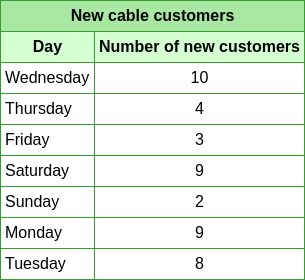 New cable customers
Day Number of new customers
Wednesday 10
Thursday 4
Friday 3
Saturday 9
Sunday 2
Monday 9
Tuesday 8